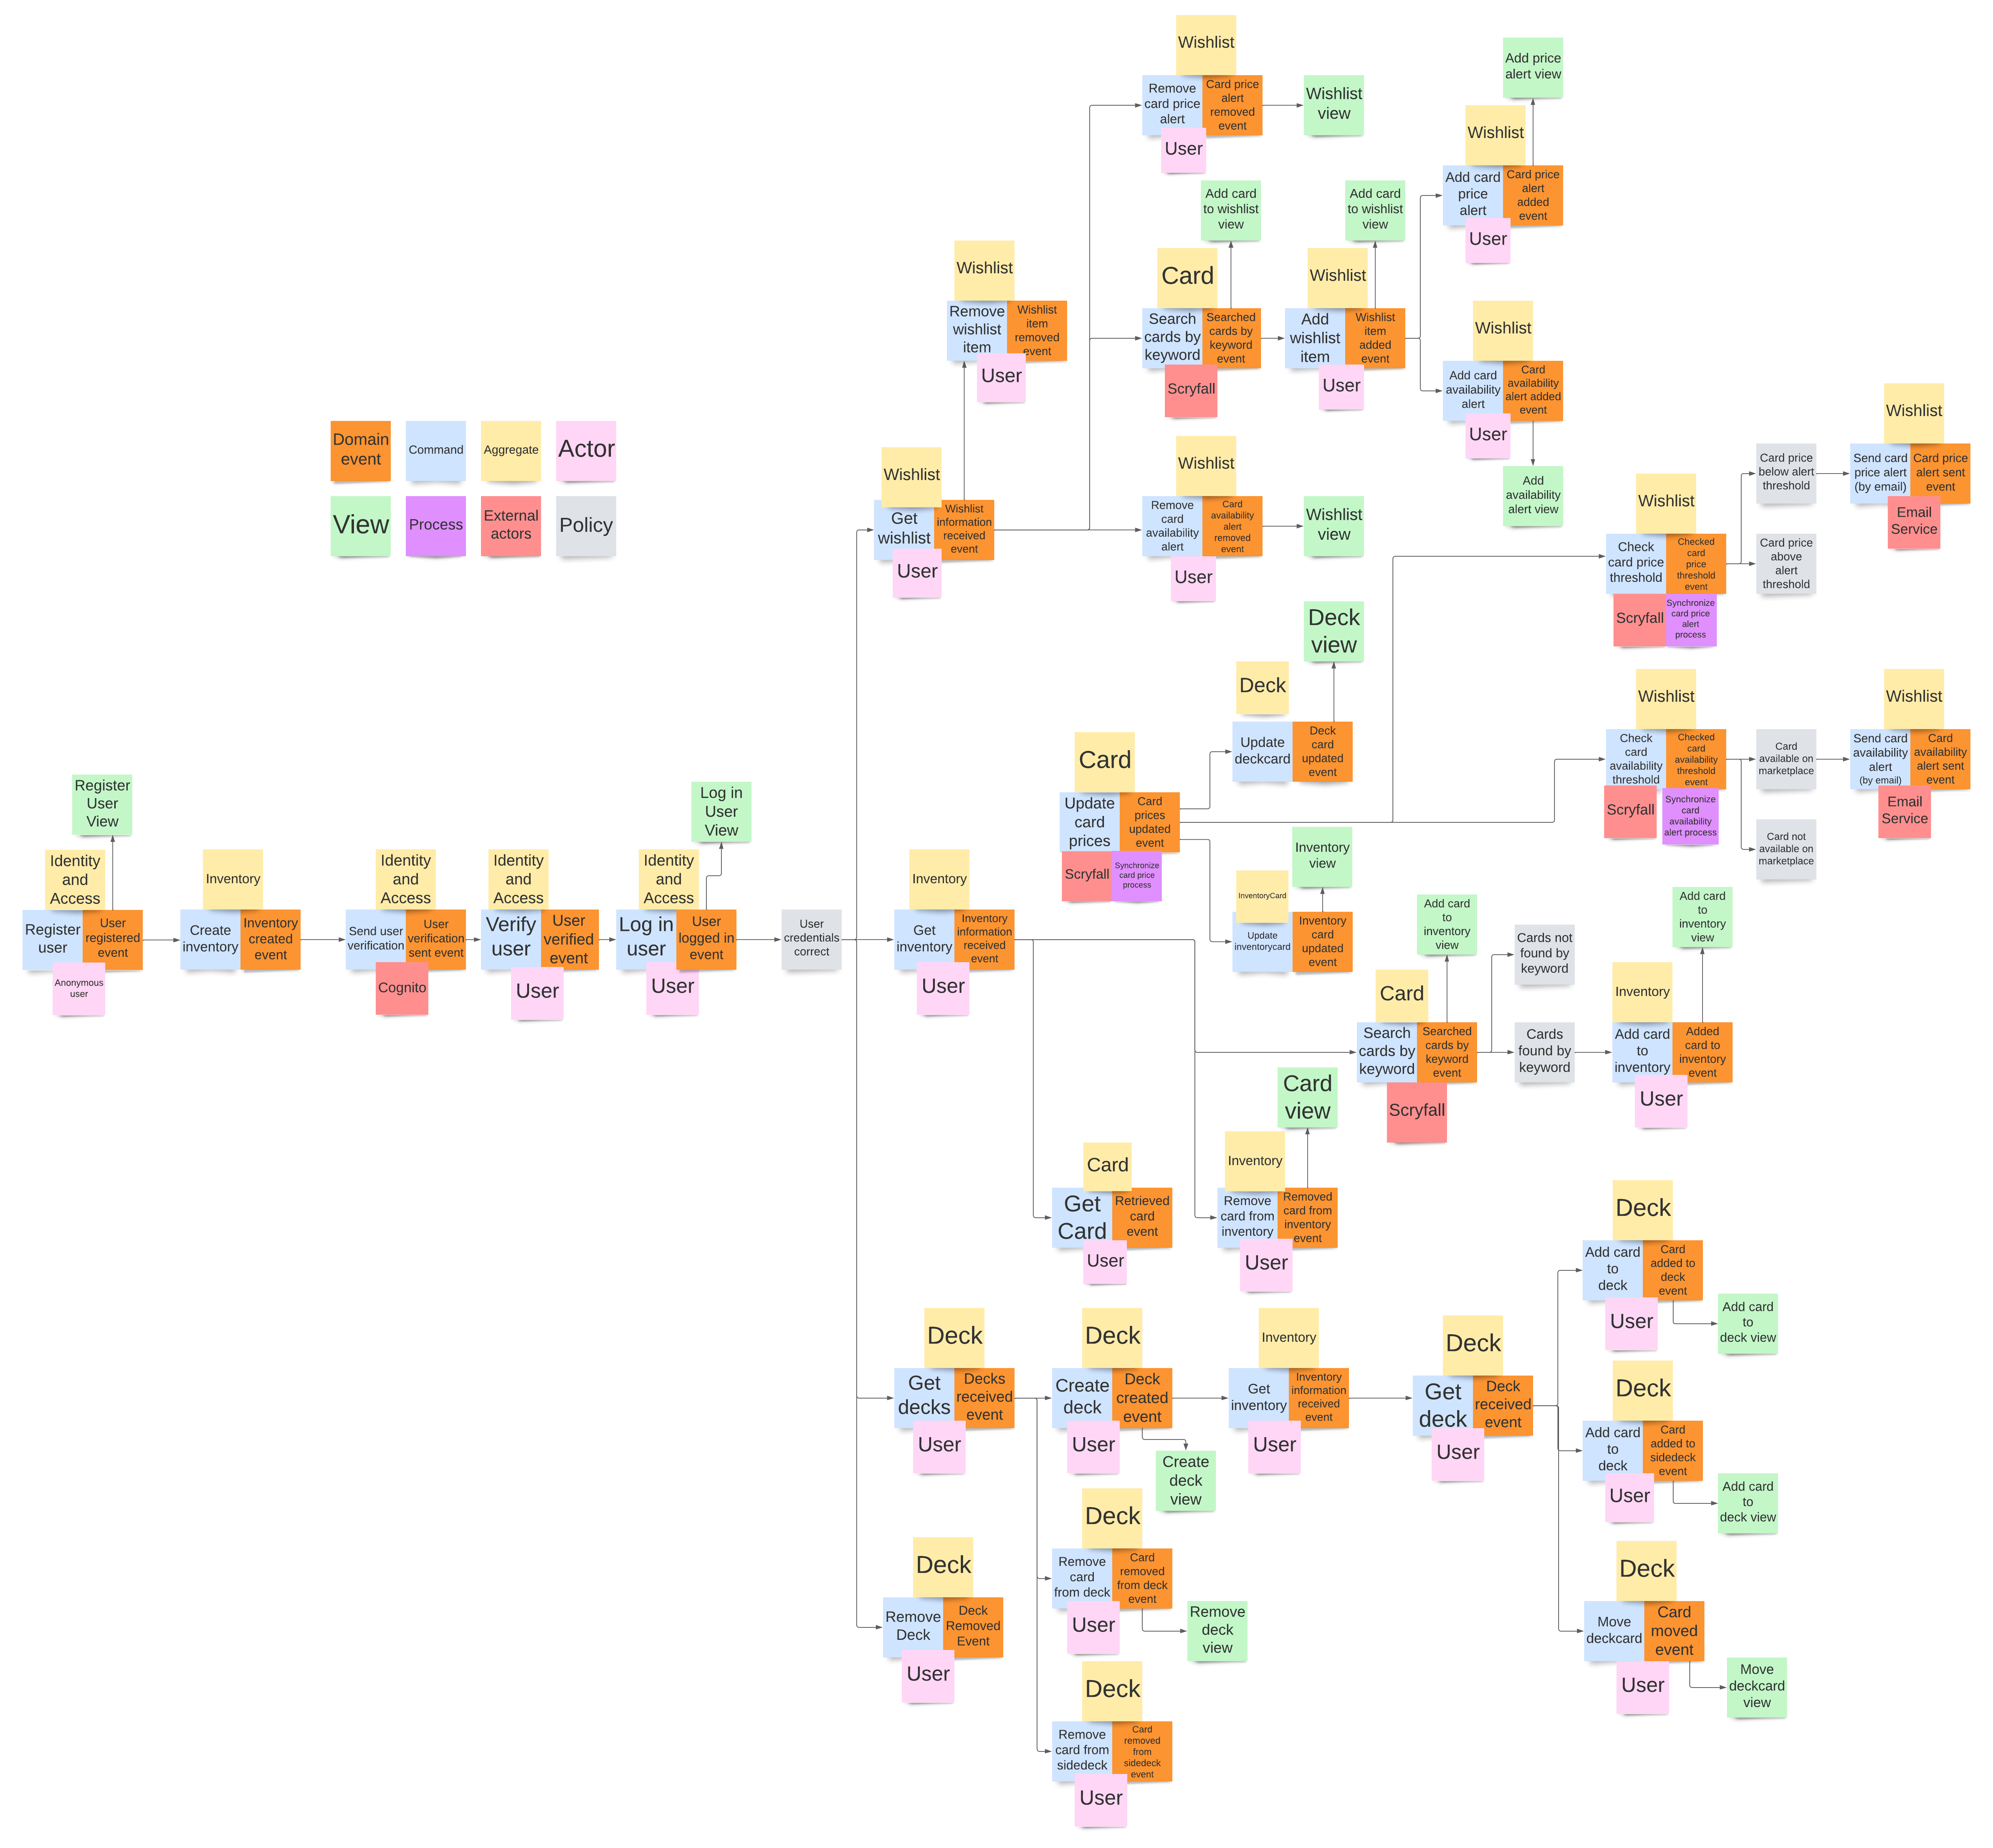 Wishlist
Remove
card price
alert
Card price
alert
removed
event
User
Wishlist
view
Add price
alert view
Wishlist
Add card
price
alert
Card price
alert
added
event
User
Add card
to wishlist
view
Card
Search
cards by
keyword
Searched
cards by
keyword
event
Scryfall
Add card
to wishlist
view
Wishlist
Add
wishlist
item
Wishlist
item
added
event
User
Wishlist
Add card
availability
alert
Card
availability
alert added
event
User
Add
availability
alert view
Wishlist
Remove
wishlist
item
Wishlist
item
removed
event
User
Domain
event
Command
Aggregate
Actor
View
Process
External
actors
Policy
Wishlist
Get
wishlist
Wishlist
information
received
event
User
Wishlist
Remove
card
availability
alert
Card
availability
alert
removed
event
User
Wishlist
view
Wishlist
Check
card price
threshold
Checked
card
price
threshold
event
Scryfall
Synchronize
card price
alert
process
Card price
below alert
threshold
Card price
above
alert
threshold
Wishlist
Send card
price alert
(by email)
Card price
alert sent
event
Email
Service
Deck
view
Deck
Update
deckcard
Deck
card
updated
event
Card
Update
card
prices
Card
prices
updated
event
Scryfall
Synchronize
card price
process
Inventory
view
InventoryCard
Update
inventorycard
Inventory
card
updated
event
Wishlist
Check
card
availability
threshold
Checked
card
availability
threshold
event
Scryfall
Synchronize
card
availability
alert process
Card
available on
marketplace
Card not
available on
marketplace
Wishlist
Send card
availability
alert
(by email)
Card
availability
alert sent
event
Email
Service
Register
User
View
Identity
and
Access
Register
user
User
registered
event
Anonymous
user
Inventory
Create
inventory
Inventory
created
event
Identity
and
Access
Send user
verification
User
verification
sent event
Cognito
Identity
and
Access
Verify
user
User
verified
event
User
Log in
User
View
Identity
and
Access
Log in
user
User
logged in
event
User
User
credentials
correct
Inventory
Get
inventory
Inventory
information
received
event
User
Add card
to
inventory
view
Card
Search
cards by
keyword
Searched
cards by
keyword
event
Scryfall
Cards not
found by
keyword
Cards
found by
keyword
Add card
to
inventory
view
Inventory
Add card
to
inventory
Added
card to
inventory
event
User
Card
Get
Card
Retrieved
card
event
User
Card
view
Inventory
Remove
card from
inventory
Removed
card from
inventory
event
User
Deck
Get
decks
Decks
received
event
User
Deck
Create
deck
Deck
created
event
User
Create
deck
view
Inventory
Get
inventory
Inventory
information
received
event
User
Deck
Get
deck
Deck
received
event
User
Deck
Add card
to
deck
Card
added to
deck
event
User
Add card
to
deck view
Deck
Add card
to
deck
Card
added to
sidedeck
event
User
Add card
to
deck view
Deck
Move
deckcard
Card
moved
event
User
Move
deckcard
view
Deck
Remove
Deck
Deck
Removed
Event
User
Deck
Remove
card
from deck
Card
removed
from deck
event
User
Remove
deck
view
Deck
Remove
card from
sidedeck
Card
removed
from
sidedeck
event
User